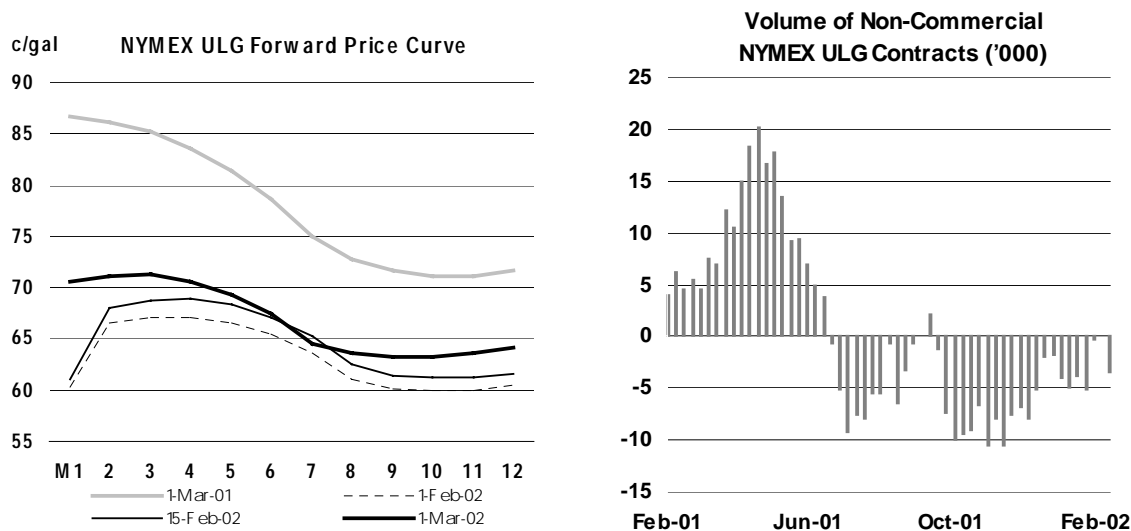 c/gal NYMEX ULG Forward Price Curve
90
85
80
75
70
65
60
55
M1 2 3 4 5 6 7 8 9 10 11 12
1-Mar-01 1-Feb-02
15-Feb-02 1-Mar-02
Volume of Non-Commercial
NYMEX ULG Contracts ('000)
25
20
15
10
5
0
-5
-10
-15
Feb-01 Jun-01 Oct-01 Feb-02